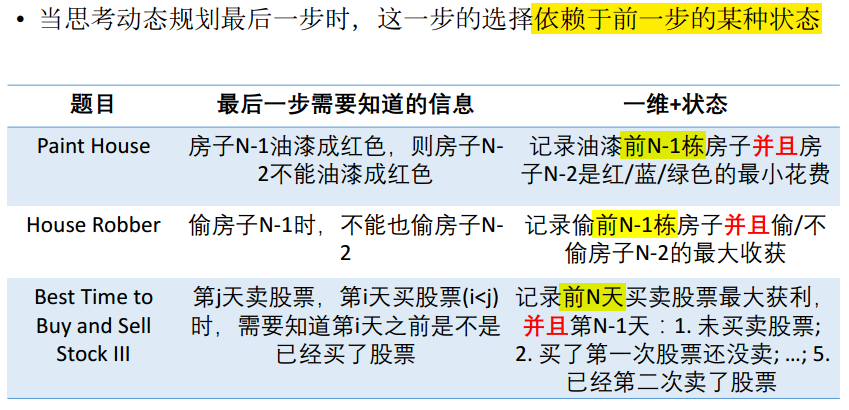 • 当思考动态规划最后一步时，这一步的选择依赖于前一步的某种状态
题目 最后一步需要知道的信息 一维+状态
Paint House 房子N-1油漆成红色，则房子N- 记录油漆前N-1栋房子并且房
2不能油漆成红色 子N-2是红/蓝/绿色的最小花费
House Robber 偷房子N-1时，不能也偷房子N- 记录偷前N-1栋房子并且偷/不
2 偷房子N-2的最大收获
Best Time to 第j天卖股票，第i天买股票(i<j) 记录前N天买卖股票最大获利，
Buy and Sell 时，需要知道第i天之前是不是 并且第N-1天：1. 未买卖股票;
Stock III 已经买了股票 2. 买了第一次股票还没卖; …; 5.
已经第二次卖了股票